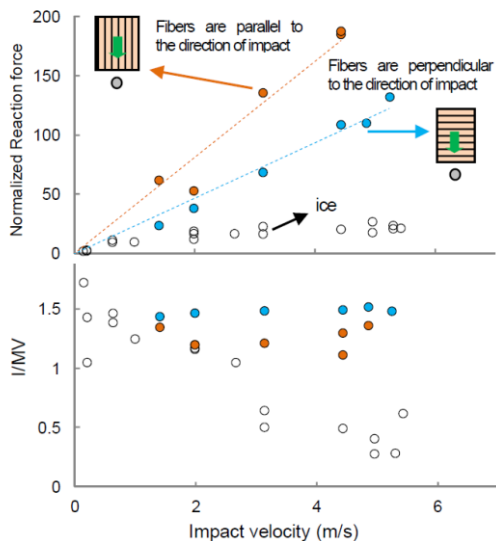 200
150
100
50
0
Normalized Reaction force
Fibers are parallel to
the direction of impact
Fibers are perpendicular
to the direction of impact
ice
1.5
1
0.5
0
I/MV
0
2
4
6
Impact velocity (m/s)